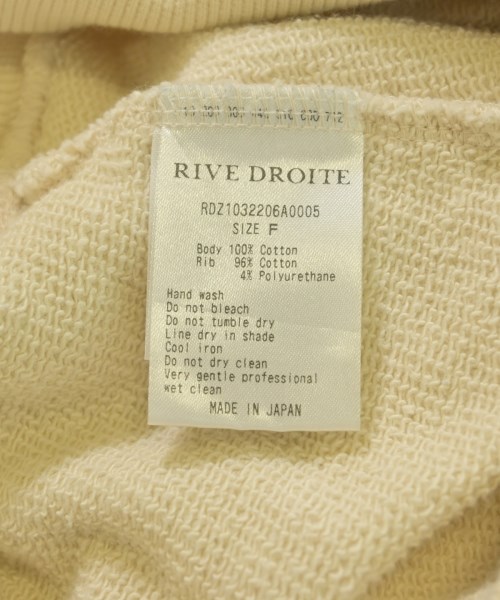 RIVE DROITE
RDZ1032206A0005
SIZE F
Body 100% Cotton
Rib 96% Cotton
4% Polyurethane
Hand wash
Do not bleach
Do not tumble dry
Line dry in shade
Cool iron
Do not dry clean
Very gentle professional
wet clean
MADE IN JAPAN